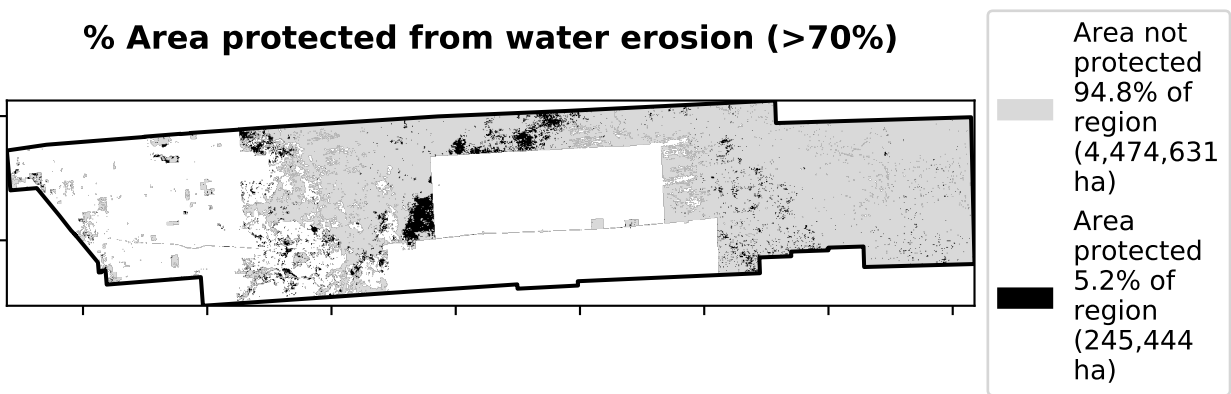 % Area protected from water erosion (>70%)
Area not
protected
94.8% of
region
(4,474,631
ha)
Area
protected
5.2% of
region
(245,444
ha)